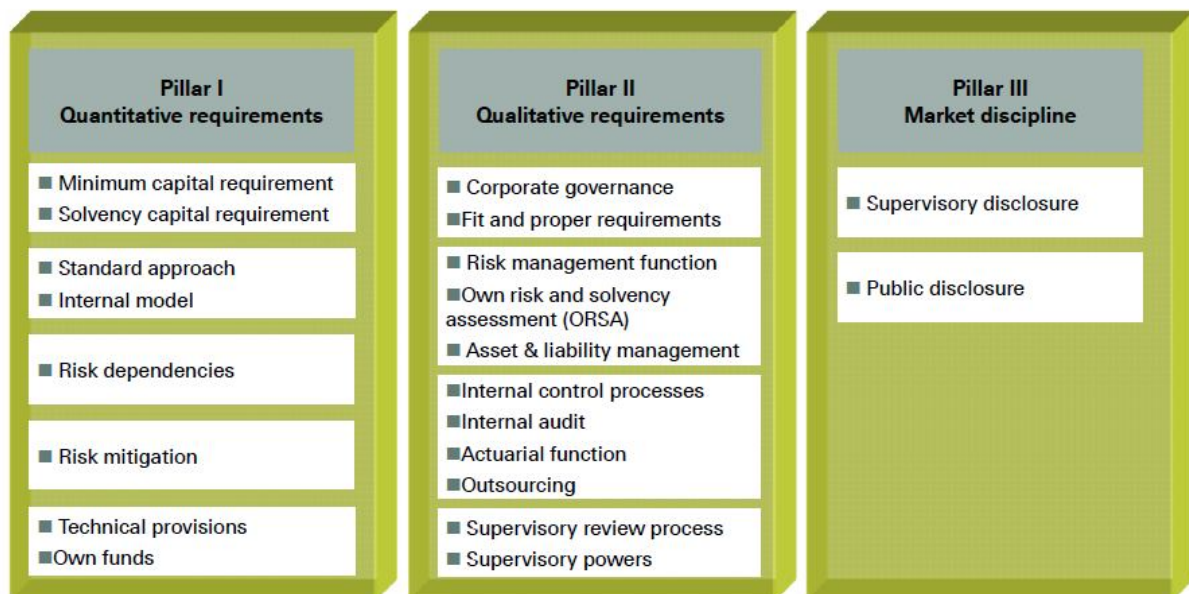 Pillar I
Quantitative requirements
■ Minimum capital requirement
■ Solvency capital requirement
■ Standard approach
■ Internal model
■ Risk dependencies
■ Risk mitigation
■ Technical provisions
■Own funds
Pillar II
Qualitative requirements
■ Corporate governance
■Fit and proper requirements
■ Risk management function
■Own risk and solvency
assessment (ORSA)
■ Asset & liability management
■Internal control processes
■Internal audit
■Actuarial function
■Outsourcing
■ Supervisory review process
■ Supervisory powers
Pillar III
Market discipline
■ Supervisory disclosure
■ Public disclosure